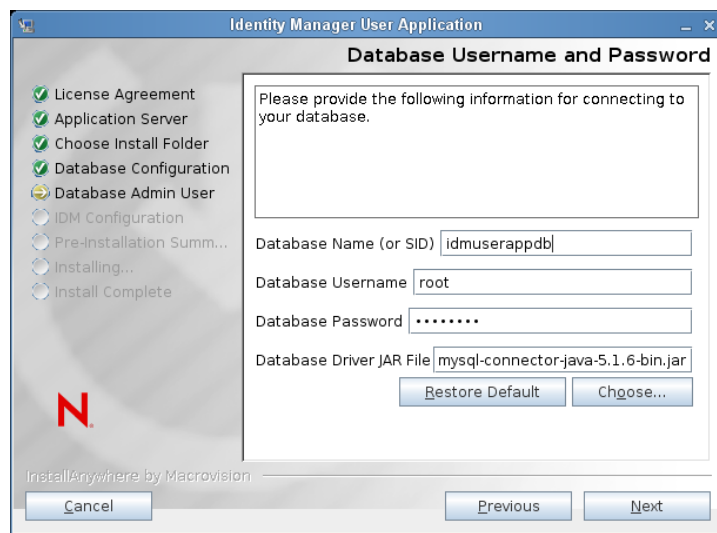 Identity Manager User Application
Database Username and Password
License Agreement
Application Server
Choose Install Folder
Database Configuration
Database Admin User
IDM Configuration
Pre-Installation Summ...
Installing...
Install Complete
Please provide the following information for connecting to
your database.
Database Name (or SID) idmuserappdb
Database Username root
Database Password ••••••••
Database Driver JAR File mysql-connector-java-5.1.6-bin.jar
Restore Default Choose...
N
InstallAnywhere by Macrovision
Cancel Previous Next